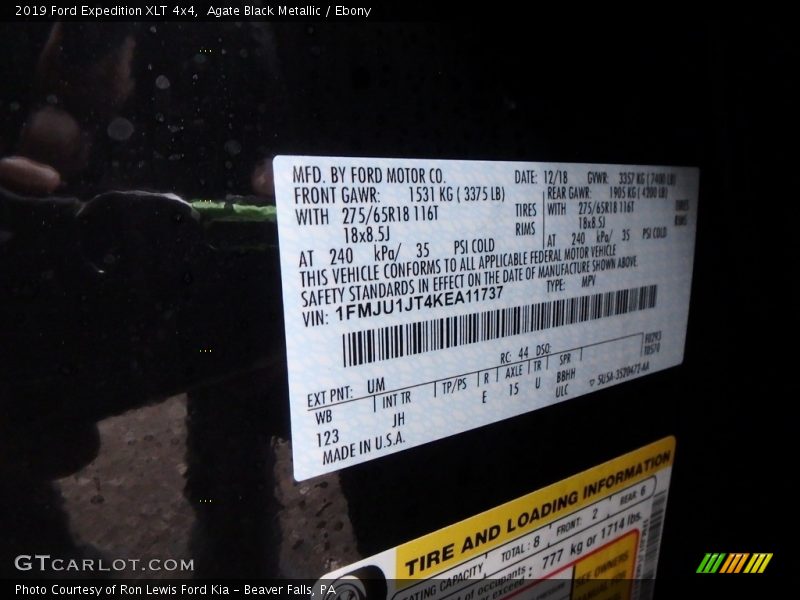 2019 Ford Expedition XLT 4x4, Agate Black Metallic / Ebony
MFD. BY FORD MOTOR CO. DATE: 12/18 GVWR: 3357 KG ( 7400 LB)
FRONT GAWR: 1531 KG ( 3375 LB) REAR GAWR: 1905 KG ( 4200 LB)
WITH 275/65R18 116T TIRES WITH 275/65R18 116T TIRES
18x8.5J RIMS 18x8.5J RIMS
AT 240 kPa/ 35 PSI COLD AT 240 kPa/ 35 PSI COLD
THIS VEHICLE CONFORMS TO ALL APPLICABLE FEDERAL MOTOR VEHICLE
SAFETY STANDARDS IN EFFECT ON THE DATE OF MANUFACTURE SHOWN ABOVE.
VIN: 1FMJU1JT4KEA11737 TYPE: MPV
EXT PNT: UM RC: 44 DSO:
WB INT TR TP/PS R AXLE TR SPR
123 JH E 15 U BBHH
ULC
MADE IN U.S.A.
TIRE AND LOADING INFORMATION
SEATING CAPACITY TOTAL: 8 FRONT: 2 REAR: 6
of occupants: 777 kg or 1714 lbs.
SEE OWNERS
GTCARLOT.COM
Photo Courtesy of Ron Lewis Ford Kia - Beaver Falls, PA